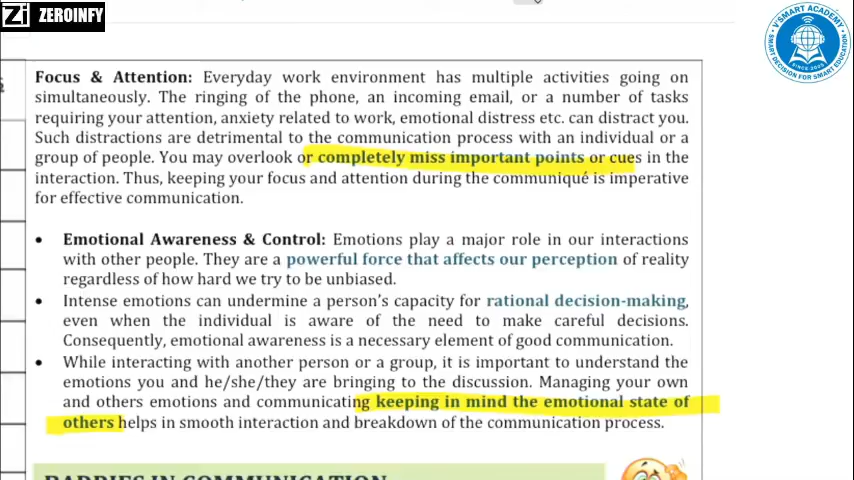 Zi ZEROINFY
V SMART ACADEMY
SMART DECISION FOR SMART EDUCATION
SINCE 2005
Focus & Attention: Everyday work environment has multiple activities going on
simultaneously. The ringing of the phone, an incoming email, or a number of tasks
requiring your attention, anxiety related to work, emotional distress etc. can distract you.
Such distractions are detrimental to the communication process with an individual or a
group of people. You may overlook or completely miss important points or cues in the
interaction. Thus, keeping your focus and attention during the communiqué is imperative
for effective communication.
• Emotional Awareness & Control: Emotions play a major role in our interactions
with other people. They are a powerful force that affects our perception of reality
regardless of how hard we try to be unbiased.
• Intense emotions can undermine a person's capacity for rational decision-making,
even when the individual is aware of the need to make careful decisions.
Consequently, emotional awareness is a necessary element of good communication.
• While interacting with another person or a group, it is important to understand the
emotions you and he/she/they are bringing to the discussion. Managing your own
and others emotions and communicating keeping in mind the emotional state of
others helps in smooth interaction and breakdown of the communication process.
BARRIES IN COMMUNICATION